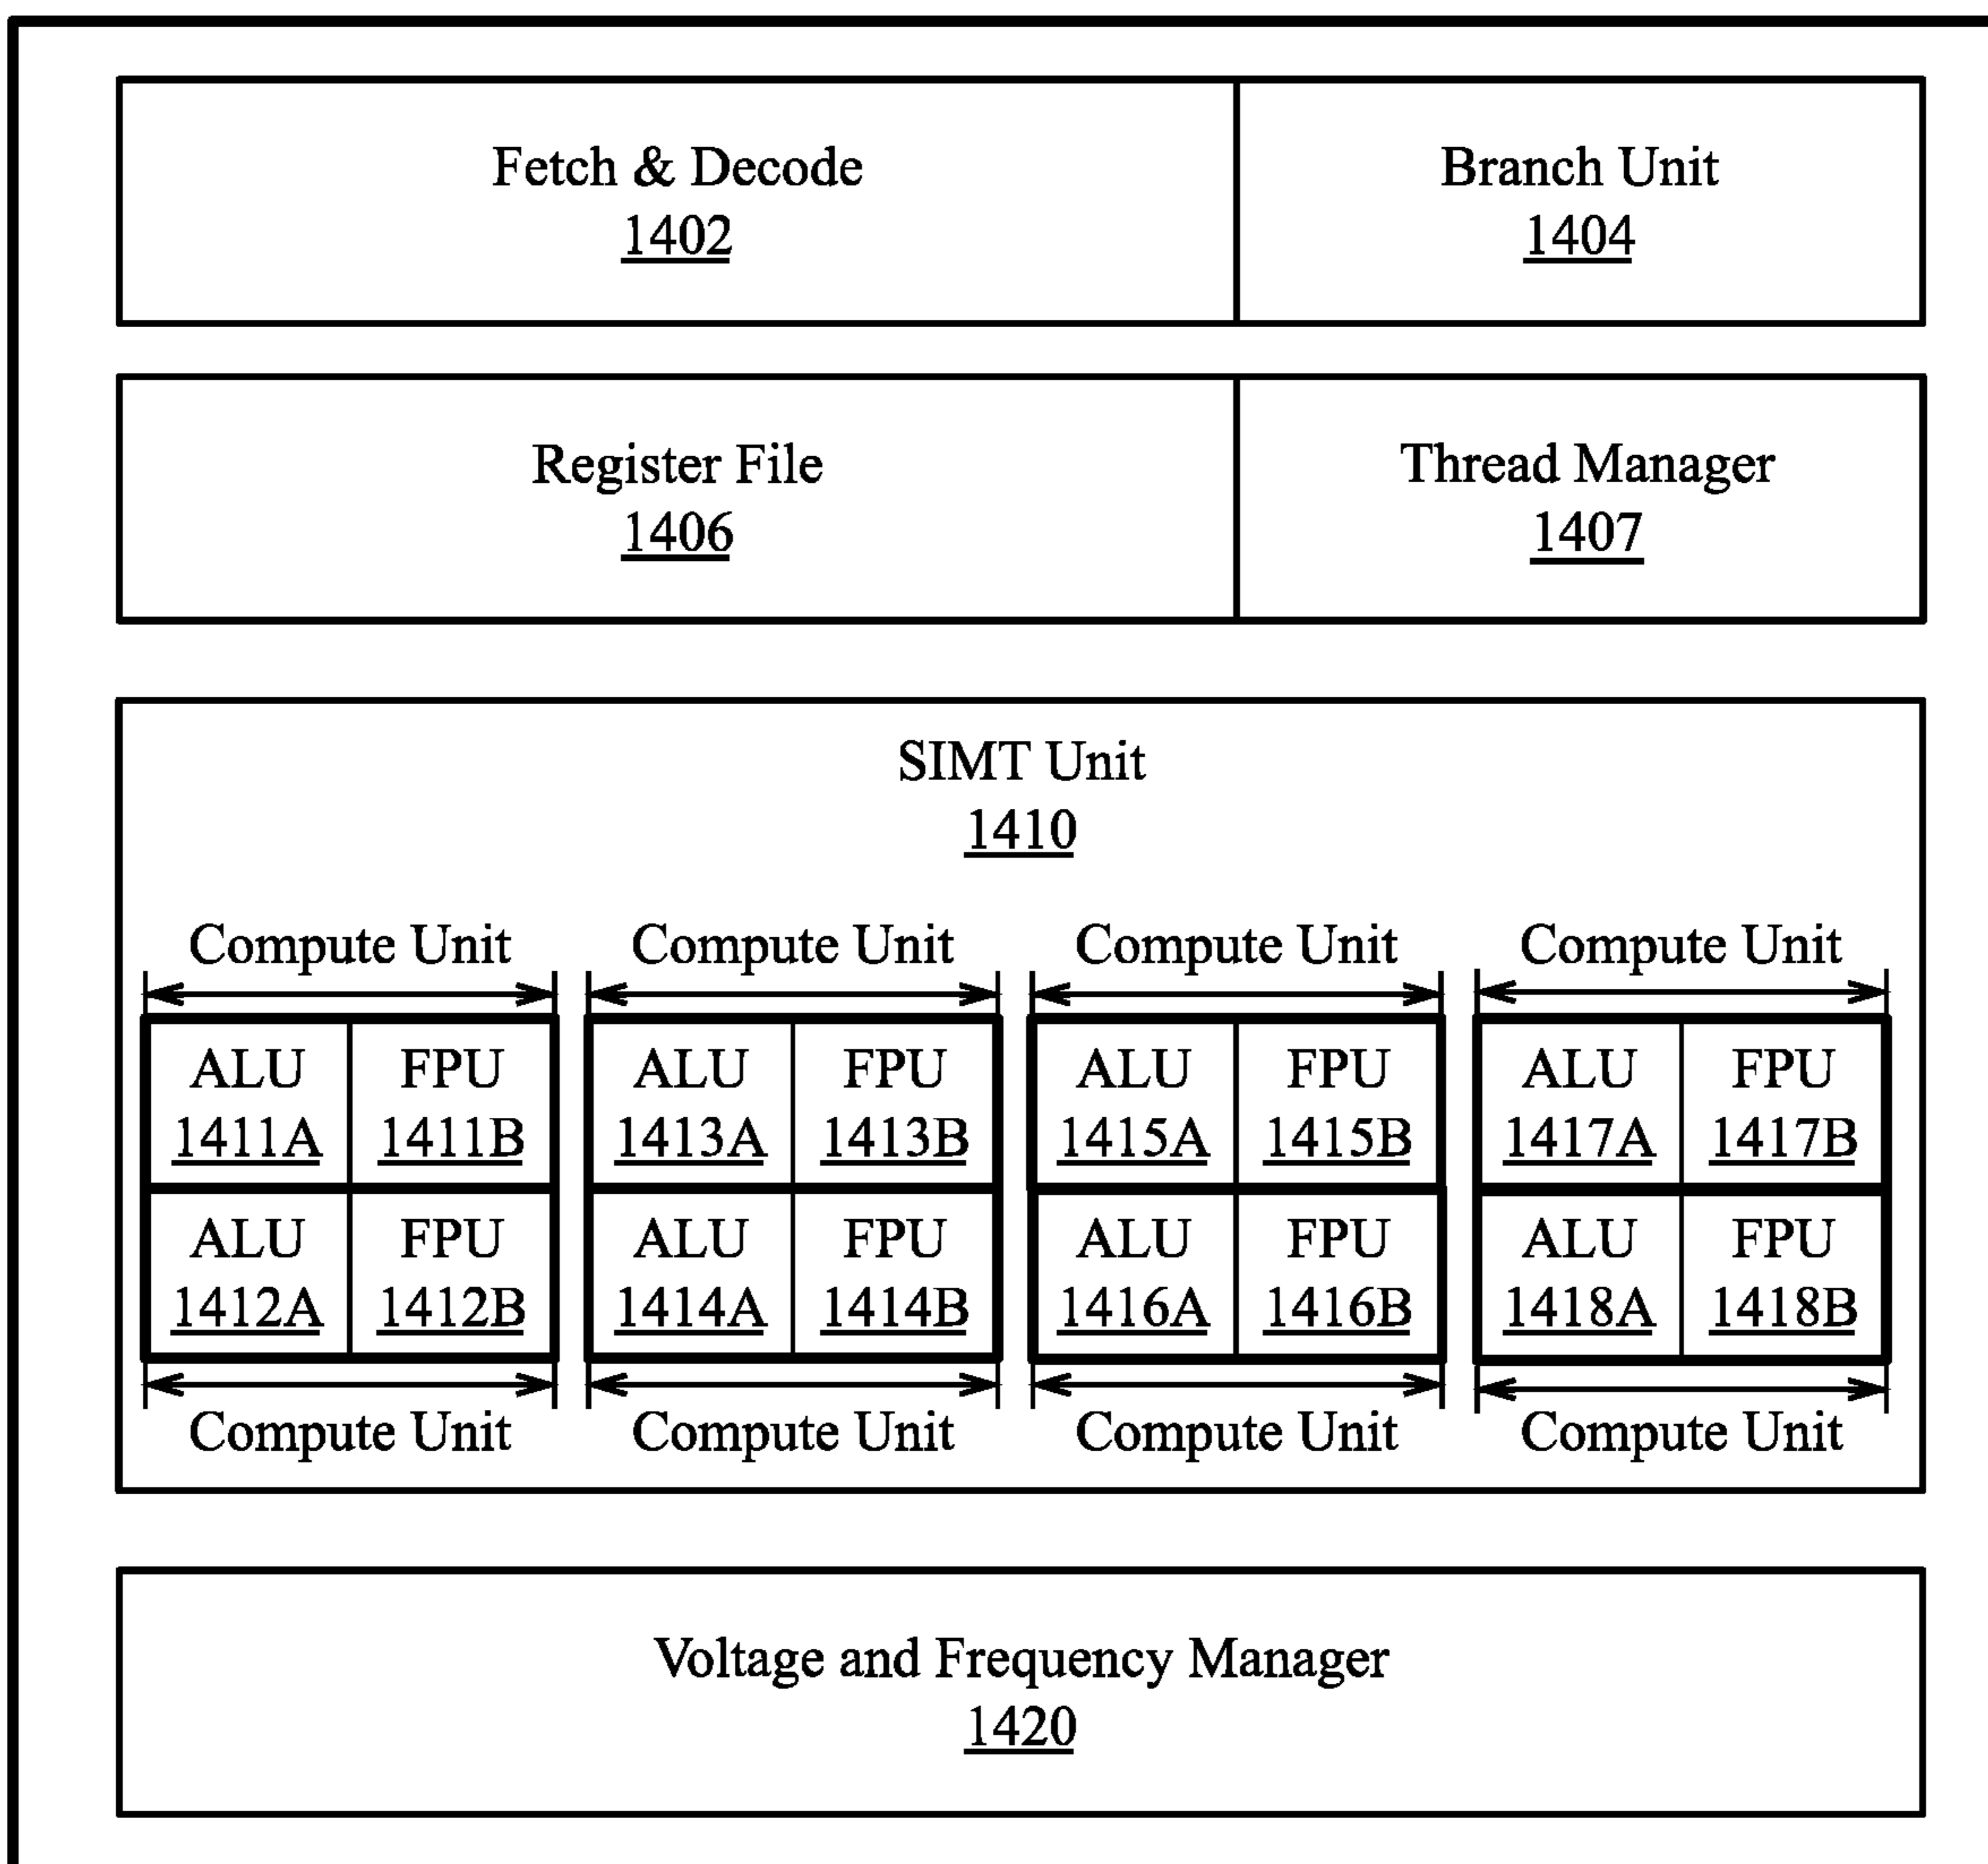 Fetch & Decode
1402
Branch Unit
1404
Register File
1406
Thread Manager
1407
SIMT Unit
1410
Compute Unit Compute Unit Compute Unit Compute Unit
ALU FPU ALU FPU ALU FPU ALU FPU
1411A 1411B 1413A 1413B 1415A 1415B 1417A 1417B
ALU FPU ALU FPU ALU FPU ALU FPU
1412A 1412B 1414A 1414B 1416A 1416B 1418A 1418B
Compute Unit Compute Unit Compute Unit Compute Unit
Voltage and Frequency Manager
1420